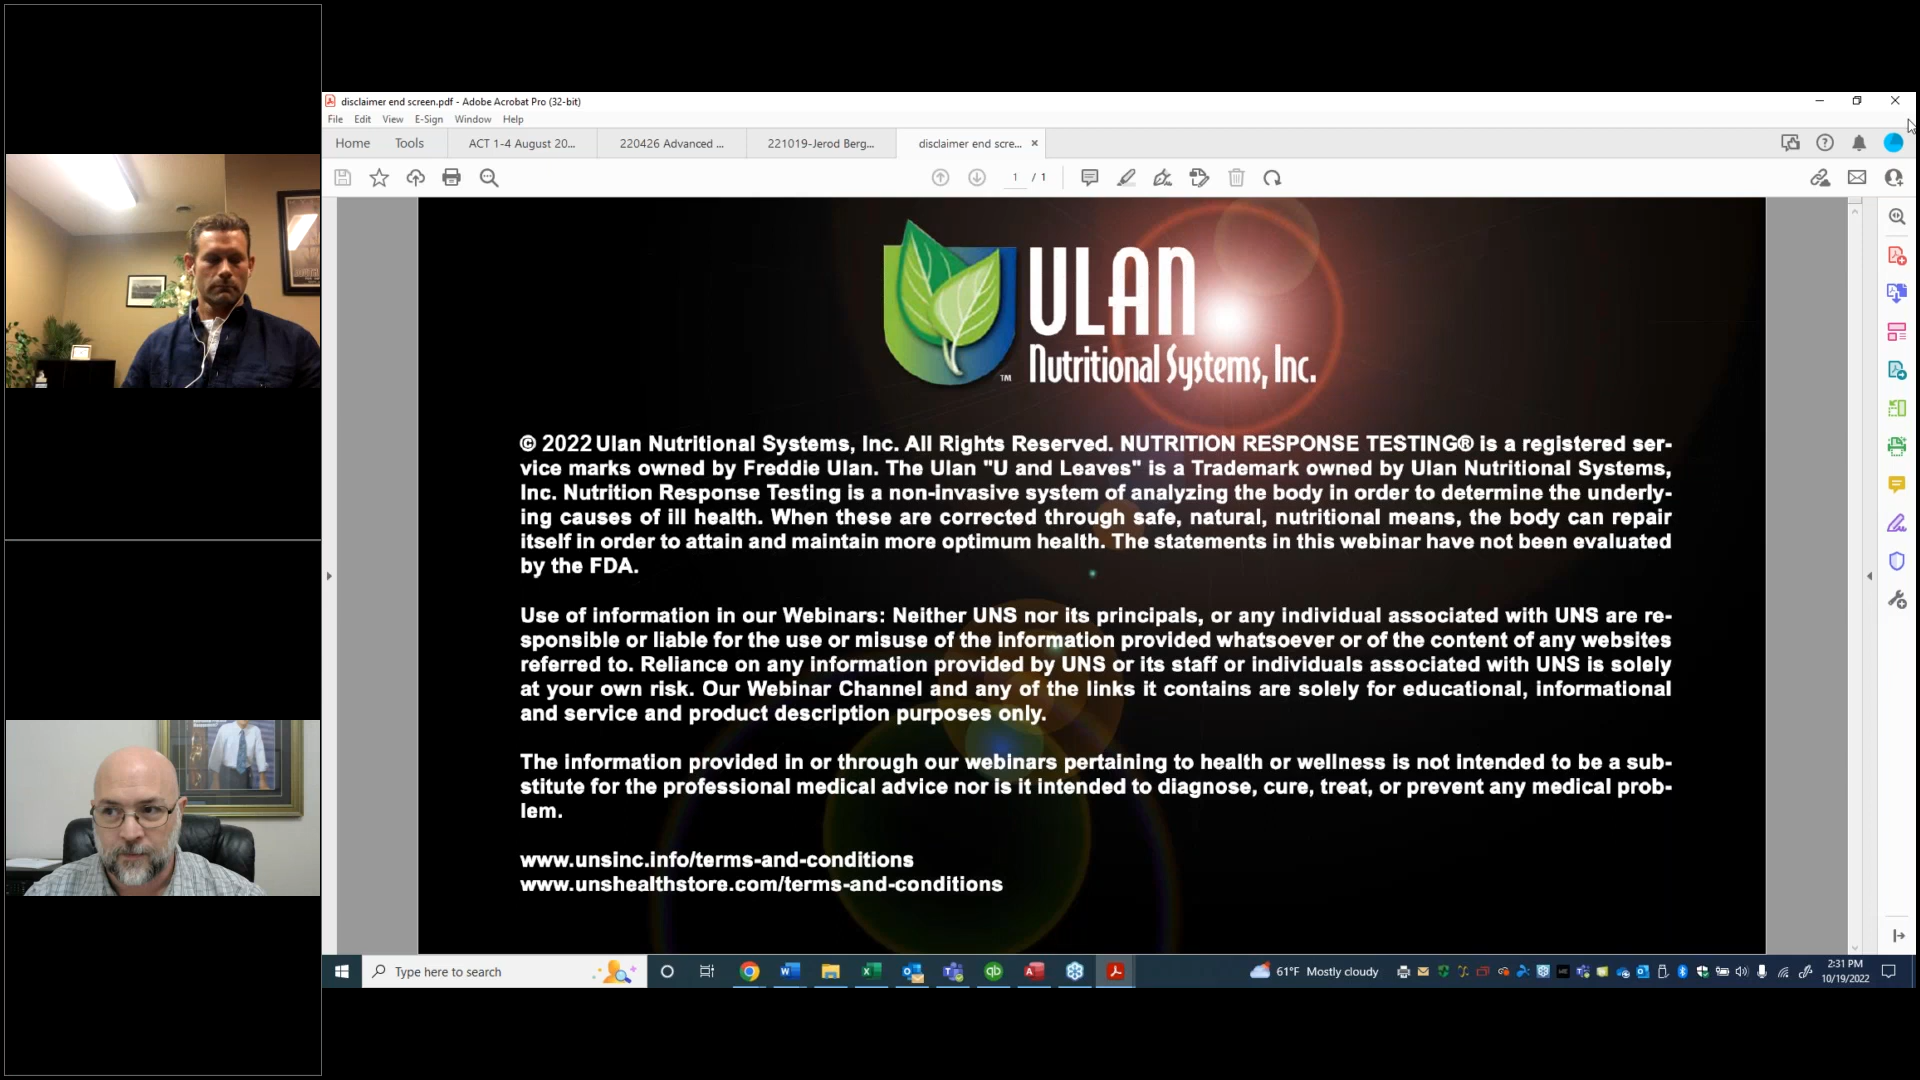 disclaimer end screen.pdf - Adobe Acrobat Pro (32-bit)
File Edit View E-Sign Window Help
Home Tools ACT 1-4 August 20... 220426 Advanced ... 221019-Jerod Berg... disclaimer end scre...
1 / 1
ULAN
Nutritional Systems, Inc.
TM
© 2022 Ulan Nutritional Systems, Inc. All Rights Reserved. NUTRITION RESPONSE TESTING® is a registered ser-
vice marks owned by Freddie Ulan. The Ulan "U and Leaves" is a Trademark owned by Ulan Nutritional Systems,
Inc. Nutrition Response Testing is a non-invasive system of analyzing the body in order to determine the underly-
ing causes of ill health. When these are corrected through safe, natural, nutritional means, the body can repair
itself in order to attain and maintain more optimum health. The statements in this webinar have not been evaluated
by the FDA.
Use of information in our Webinars: Neither UNS nor its principals, or any individual associated with UNS are re-
sponsible or liable for the use or misuse of the information provided whatsoever or of the content of any websites
referred to. Reliance on any information provided by UNS or its staff or individuals associated with UNS is solely
at your own risk. Our Webinar Channel and any of the links it contains are solely for educational, informational
and service and product description purposes only.
The information provided in or through our webinars pertaining to health or wellness is not intended to be a sub-
stitute for the professional medical advice nor is it intended to diagnose, cure, treat, or prevent any medical prob-
lem.
www.unsinc.info/terms-and-conditions
www.unshealthstore.com/terms-and-conditions
Type here to search
61°F Mostly cloudy
2:31 PM
10/19/2022